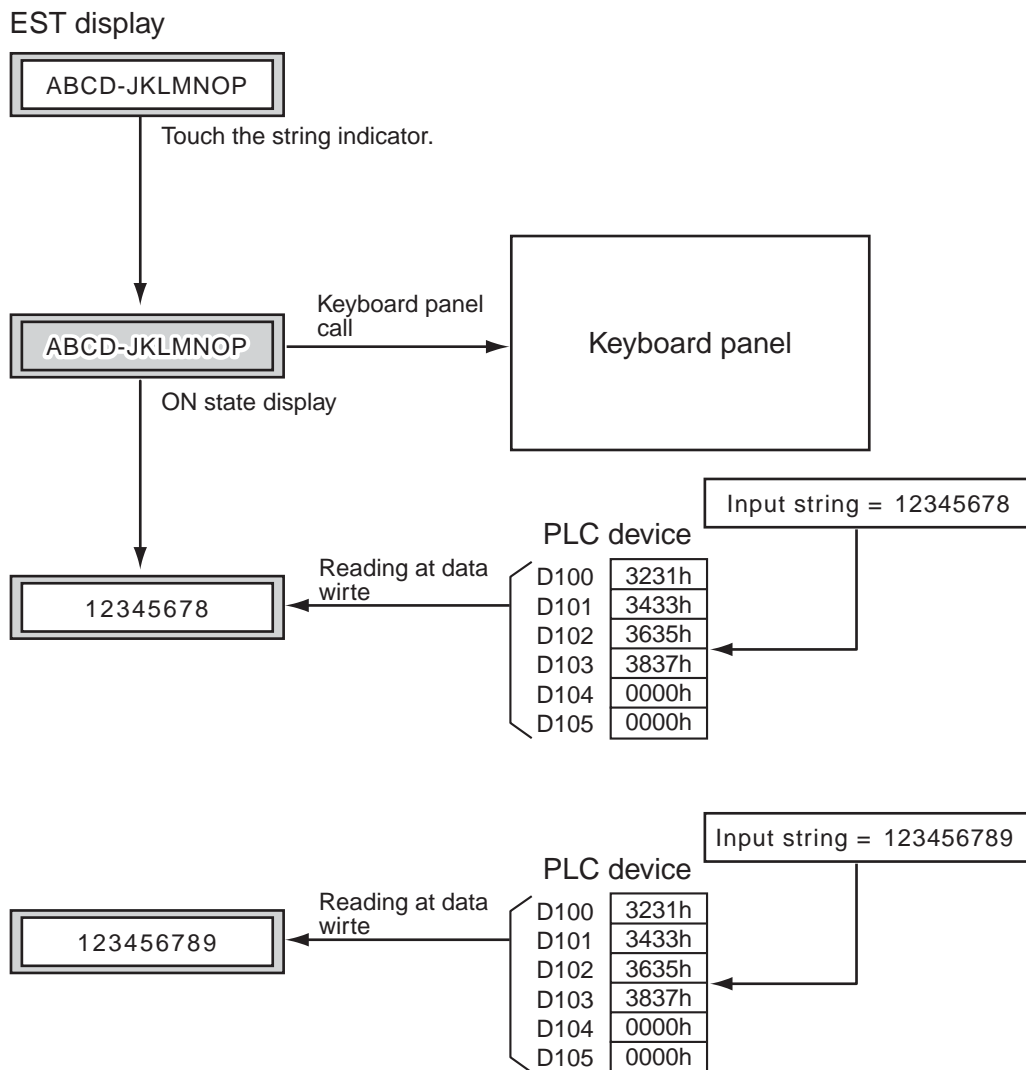 EST display
ABCD-JKLMNOP
Touch the string indicator.
ABCD-JKLMNOP
Keyboard panel
call
Keyboard panel
ON state display
Input string = 12345678
PLC device
12345678
Reading at data
wirte
D100 3231h
D101 3433h
D102 3635h
D103 3837h
D104 0000h
D105 0000h
Input string = 123456789
PLC device
123456789
Reading at data
wirte
D100 3231h
D101 3433h
D102 3635h
D103 3837h
D104 0000h
D105 0000h